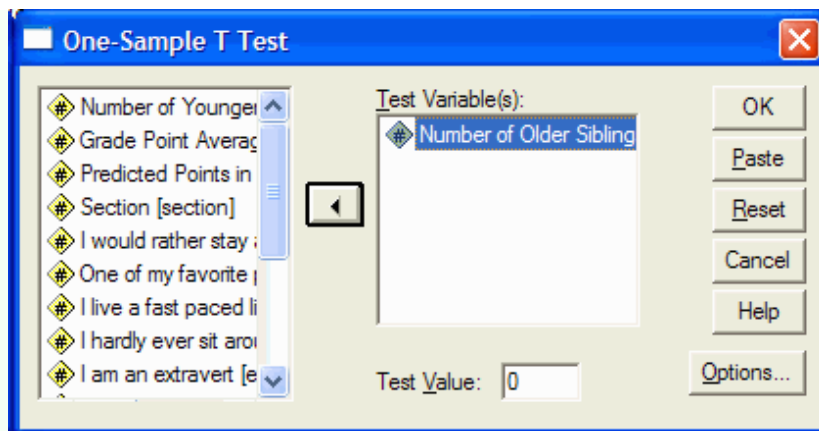 One-Sample T Test
Number of Younger
Grade Point Averag
Predicted Points in
Section [section]
I would rather stay a
One of my favorite p
I live a fast paced li
I hardly ever sit arou
I am an extravert [e
Test Variable(s):
Number of Older Sibling
Test Value: 0
OK
Paste
Reset
Cancel
Help
Options...